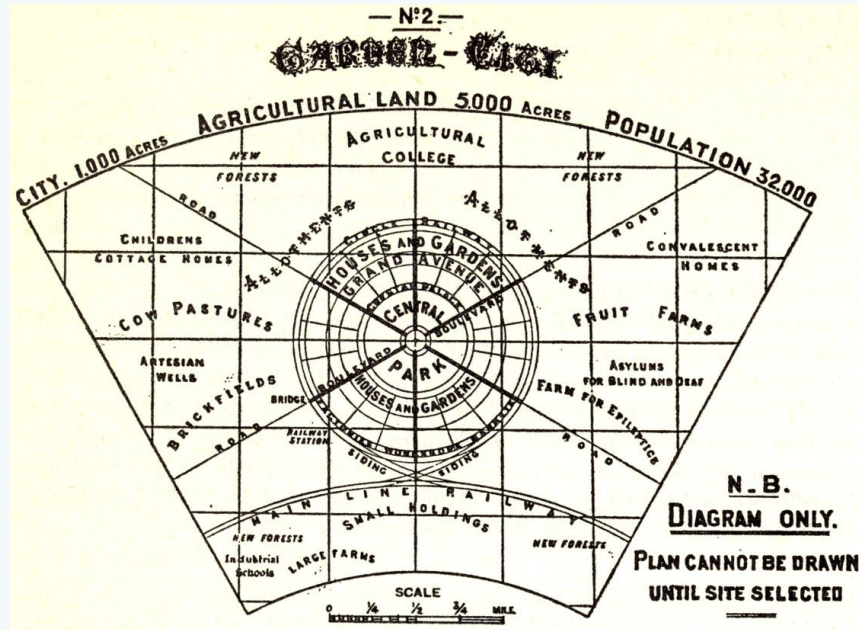 — Nº2. —
GARDEN-CITY
CITY. 1.000 ACRES AGRICULTURAL LAND 5.000 ACRES POPULATION 32.000
AGRICULTURAL
COLLEGE
NEW
FORESTS
NEW
FORESTS
ROAD
ROAD
ALLOTMENTS
ALLOTMENTS
CHILDRENS
COTTAGE HOMES
CONVALESCENT
HOMES
CIRCLE RAILWAY
HOUSES AND GARDENS
GRAND AVENUE
CRYSTAL PALACE
CENTRAL
PARK
BOULEVARD
BOULEVARD
COW PASTURES
FRUIT FARMS
ARTESIAN
WELLS
ASYLUMS
FOR BLIND AND DEAF
BRICKFIELDS
BRIDGE
HOUSES AND GARDENS
FARM FOR EPILEPTICS
ROAD
RAILWAY
STATION
ROAD
SIDING
SIDING
MAIN LINE RAILWAY
SMALL HOLDINGS
NEW FORESTS
NEW FORESTS
Industrial
Schools
LARGE FARMS
N.B.
DIAGRAM ONLY.
PLAN CANNOT BE DRAWN
UNTIL SITE SELECTED
SCALE
0 1/4 1/2 3/4 MILE.